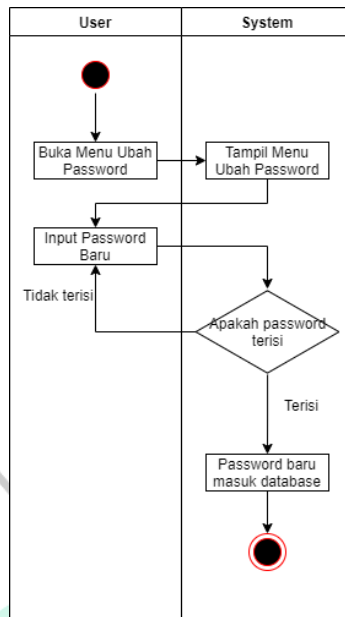 User
System
Buka Menu Ubah
Password
Tampil Menu
Ubah Password
Input Password
Baru
Tidak terisi
Apakah password
terisi
Terisi
Password baru
masuk database